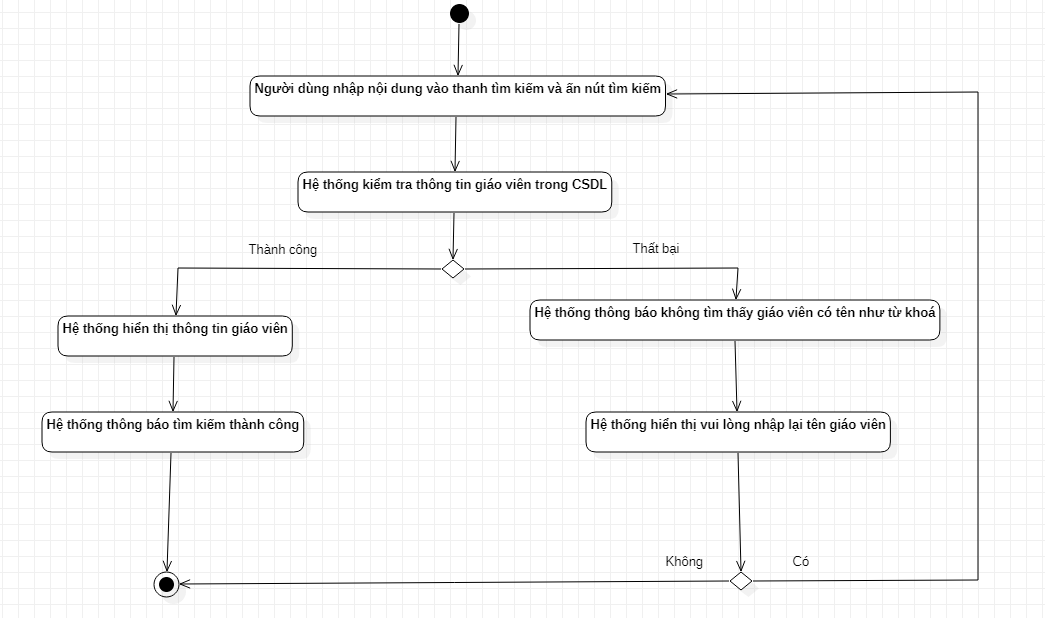 Người dùng nhập nội dung vào thanh tìm kiếm và ấn nút tìm kiếm
Hệ thống kiểm tra thông tin giáo viên trong CSDL
Thành công
Thất bại
Hệ thống hiển thị thông tin giáo viên
Hệ thống thông báo không tìm thấy giáo viên có tên như từ khoá
Hệ thống thông báo tìm kiếm thành công
Hệ thống hiển thị vui lòng nhập lại tên giáo viên
Không
Có